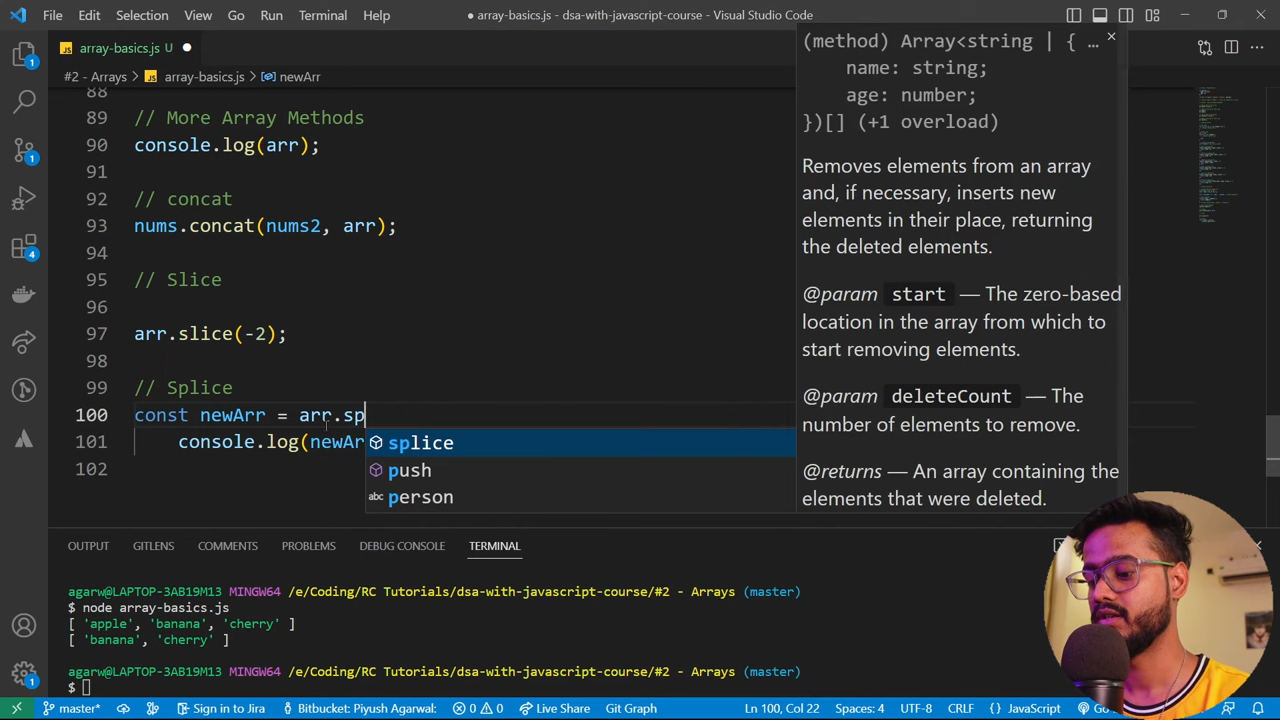 File Edit Selection View Go Run Terminal Help
● array-basics.js - dsa-with-javascript-course - Visual Studio Code
JS array-basics.js U ●
#2 - Arrays > JS array-basics.js > newArr
88
89 // More Array Methods
90 console.log(arr);
91
92 // concat
93 nums.concat(nums2, arr);
94
95 // Slice
96
97 arr.slice(-2);
98
99 // Splice
100 const newArr = arr.sp
101 console.log(newAr
102
splice
push
abc person
(method) Array<string | { …
name: string;
age: number;
})[] (+1 overload)
Removes elements from an array
and, if necessary, inserts new
elements in their place, returning
the deleted elements.
@param start — The zero-based
location in the array from which to
start removing elements.
@param deleteCount — The
number of elements to remove.
@returns — An array containing the
elements that were deleted.
1
1
4
1
OUTPUT GITLENS COMMENTS PROBLEMS DEBUG CONSOLE TERMINAL
agarw@LAPTOP-3AB19M13 MINGW64 /e/Coding/RC Tutorials/dsa-with-javascript-course/#2 - Arrays (master)
$ node array-basics.js
[ 'apple', 'banana', 'cherry' ]
[ 'banana', 'cherry' ]
agarw@LAPTOP-3AB19M13 MINGW64 /e/Coding/RC Tutorials/dsa-with-javascript-course/#2 - Arrays (master)
$
master* Sign in to Jira Bitbucket: Piyush Agarwal: 0 0 Live Share Git Graph Ln 100, Col 22 Spaces: 4 UTF-8 CRLF {} JavaScript